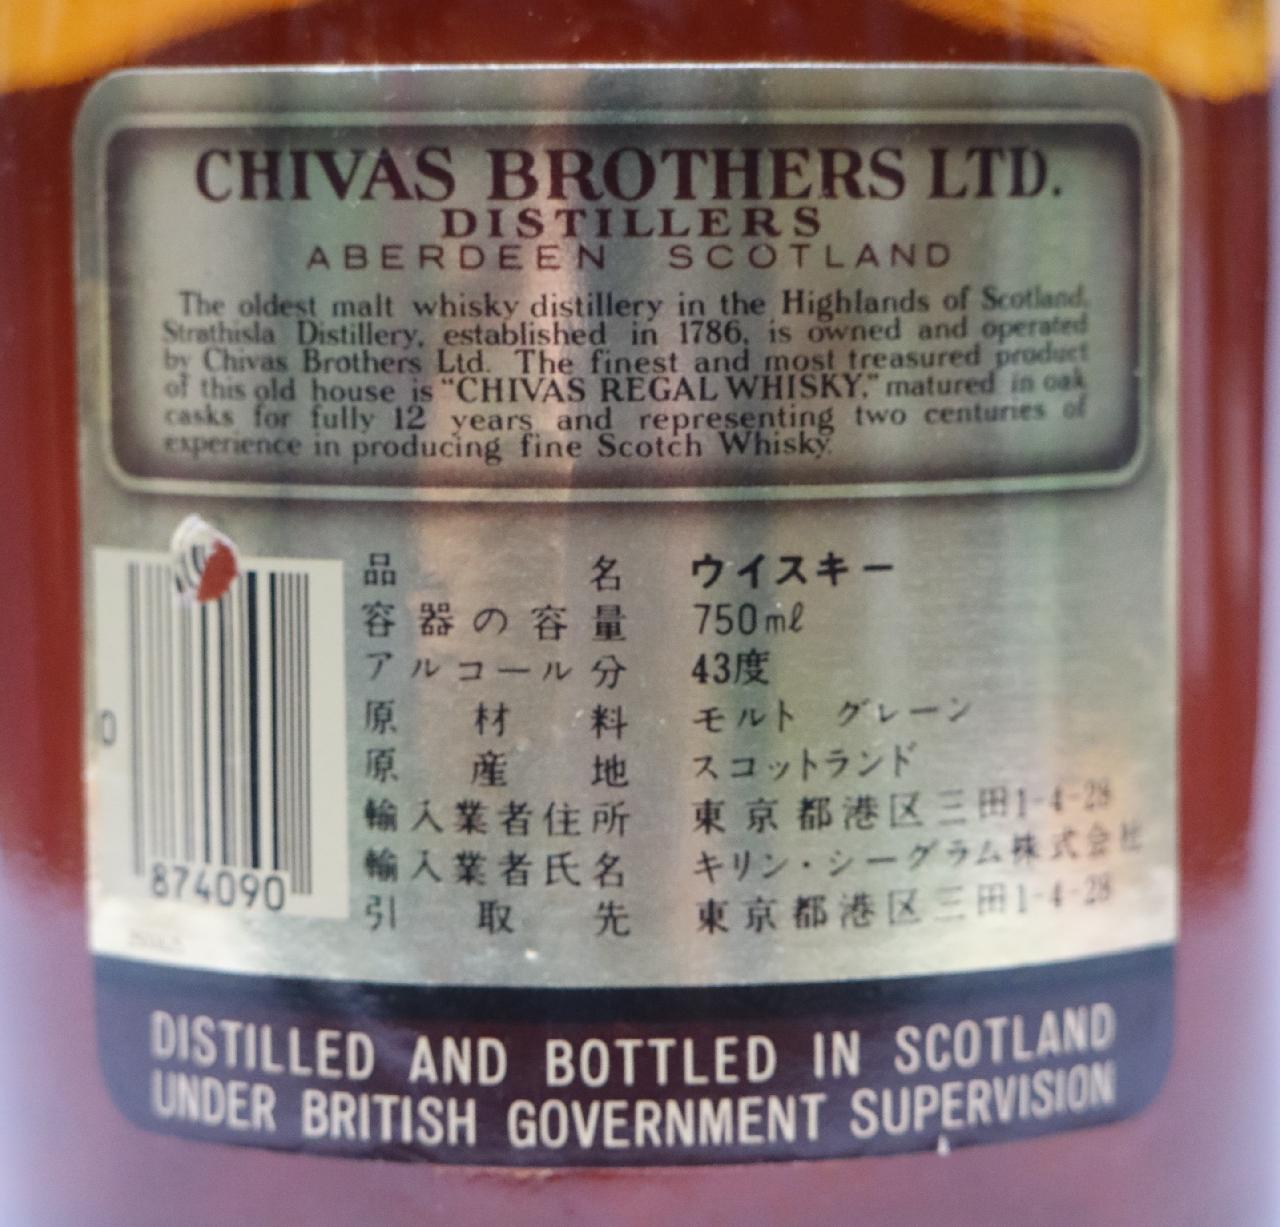 CHIVAS BROTHERS LTD.
DISTILLERS
ABERDEEN SCOTLAND
The oldest malt whisky distillery in the Highlands of Scotland,
Strathisla Distillery, established in 1786, is owned and operated
by Chivas Brothers Ltd. The finest and most treasured product
of this old house is "CHIVAS REGAL WHISKY," matured in oak
casks for fully 12 years and representing two centuries of
experience in producing fine Scotch Whisky.
品名 ウイスキー
容器の容量 750mℓ
アルコール分 43度
原材料 モルト グレーン
原産地 スコットランド
輸入業者住所 東京都港区三田1-4-28
輸入業者氏名 キリン・シーグラム株式会社
引取先 東京都港区三田1-4-28
0
874090
DISTILLED AND BOTTLED IN SCOTLAND
UNDER BRITISH GOVERNMENT SUPERVISION